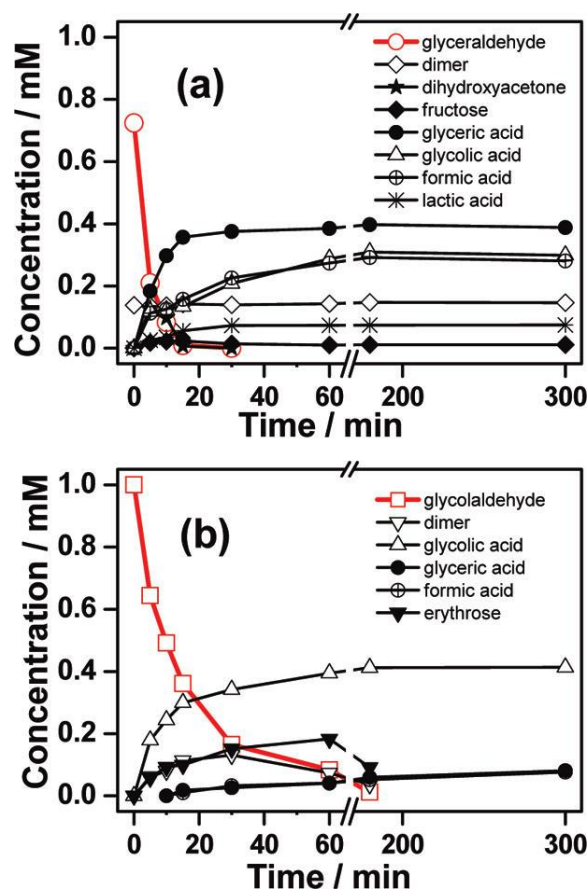 1.0
0.8
0.6
0.4
0.2
0.0
Concentration / mM
(a)
glyceraldehyde
dimer
dihydroxyacetone
fructose
glyceric acid
glycolic acid
formic acid
lactic acid
0 20 40 60 200 300
Time / min
1.0
0.8
0.6
0.4
0.2
0.0
Concentration / mM
(b)
glycolaldehyde
dimer
glycolic acid
glyceric acid
formic acid
erythrose
0 20 40 60 200 300
Time / min